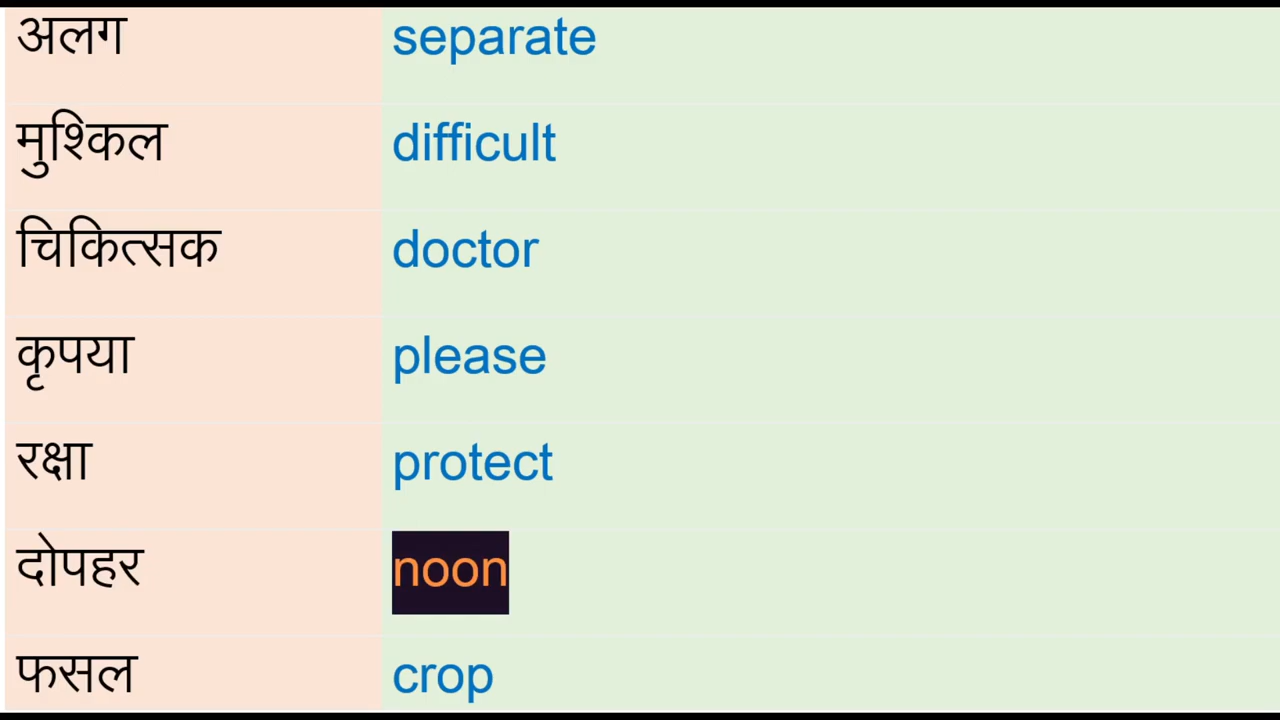 अलग separate
मुश्किल difficult
चिकित्सक doctor
कृपया please
रक्षा protect
दोपहर noon
फसल crop